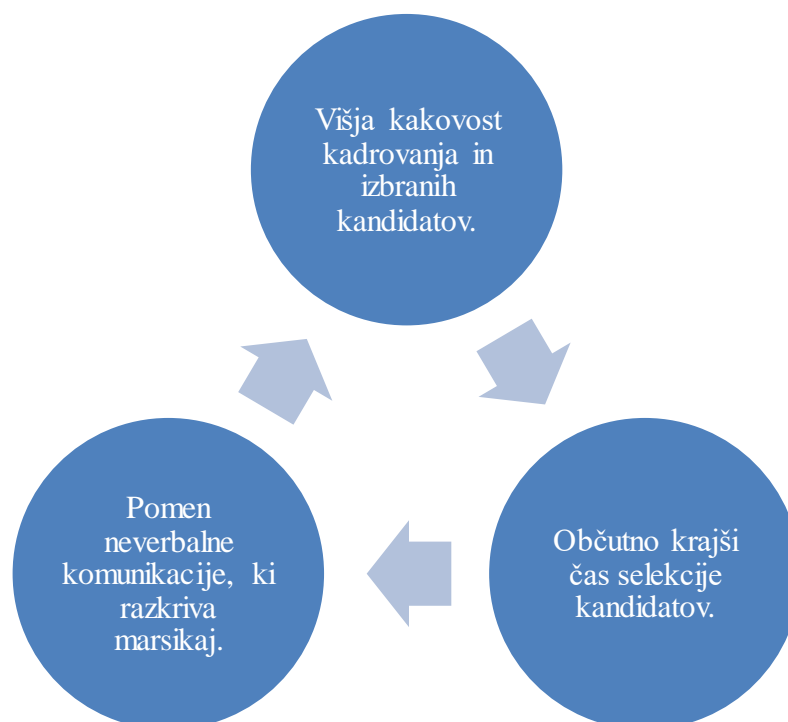 Višja kakovost
kadrovanja in
izbranih
kandidatov.
Občutno krajši
čas selekcije
kandidatov.
Pomen
neverbalne
komunikacije, ki
razkriva
marsikaj.